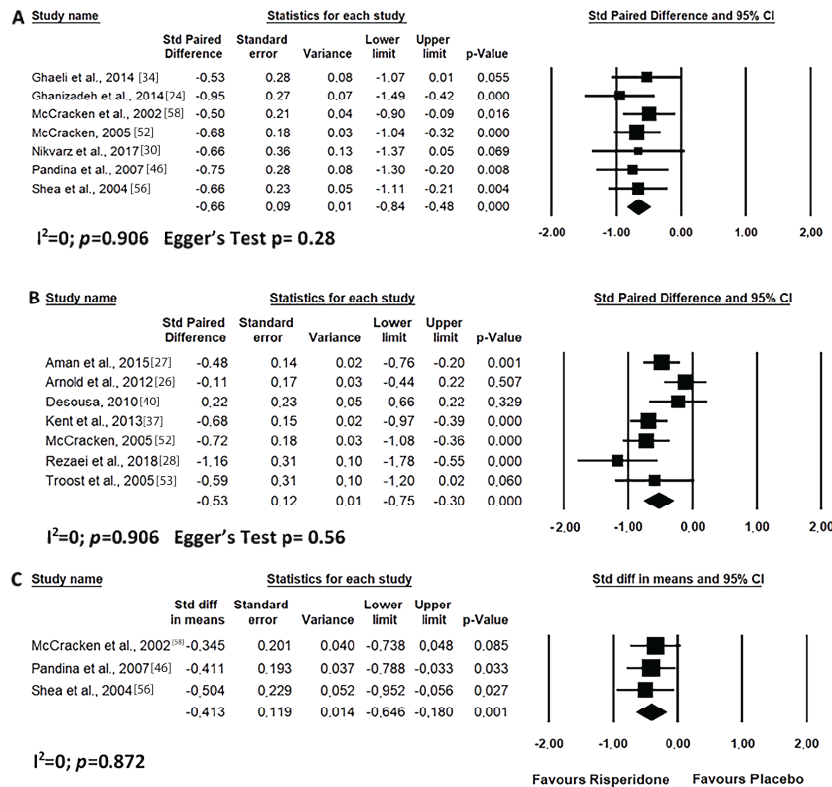 A Study name Statistics for each study Std Paired Difference and 95% CI
Std Paired Standard Lower Upper
Difference error Variance limit limit p-Value
Ghaeli et al., 2014 [34] -0.53 0.28 0.08 -1.07 0.01 0.055
Ghanizadeh et al., 2014[24] -0.95 0.27 0.07 -1.49 -0.42 0.000
McCracken et al. 2002 [58] -0.50 0.21 0.04 -0.90 -0.09 0.016
McCracken, 2005 [52] -0.68 0.18 0.03 -1.04 -0.32 0.000
Nikvarz et al. 2017[30] -0.66 0.36 0.13 -1.37 0.05 0.069
Pandina et al. 2007 [46] -0.75 0.28 0.08 -1.30 -0.20 0.008
Shea et al. 2004 [56] -0.66 0.23 0.05 -1.11 -0.21 0.004
-0.66 0.09 0.01 -0.84 -0.48 0.000
-2.00 -1.00 0.00 1.00 2.00
I²=0; p=0.906 Egger's Test p= 0.28
B Study name Statistics for each study Std Paired Difference and 95% CI
Std Paired Standard Lower Upper
Difference error Variance limit limit p-Value
Aman et al., 2015[27] -0.48 0.14 0.02 -0.76 -0.20 0.001
Arnold et al. 2012[26] -0.11 0.17 0.03 -0.44 0.22 0.507
Desousa, 2010[40] 0.22 0.23 0.05 0.66 0.22 0.329
Kent et al. 2013[37] -0.68 0.15 0.02 -0.97 -0.39 0.000
McCracken, 2005[52] -0.72 0.18 0.03 -1.08 -0.36 0.000
Rezaei et al., 2018[28] -1.16 0.31 0.10 -1.78 -0.55 0.000
Troost et al. 2005[53] -0.59 0.31 0.10 -1.20 0.02 0.060
-0.53 0.12 0.01 -0.75 -0.30 0.000
-2.00 -1.00 0.00 1.00 2.00
I²=0; p=0.906 Egger's Test p= 0.56
C Study name Statistics for each study Std diff in means and 95% CI
Std diff Standard Lower Upper
in means error Variance limit limit p-Value
McCracken et al., 2002[58] -0.345 0.201 0.040 -0.738 0.048 0.085
Pandina et al., 2007[46] -0.411 0.193 0.037 -0.788 -0.033 0.033
Shea et al., 2004[56] -0.504 0.229 0.052 -0.952 -0.056 0.027
-0.413 0.119 0.014 -0.646 -0.180 0.001
-2.00 -1.00 0.00 1.00 2.00
I²=0; p=0.872
Favours Risperidone Favours Placebo